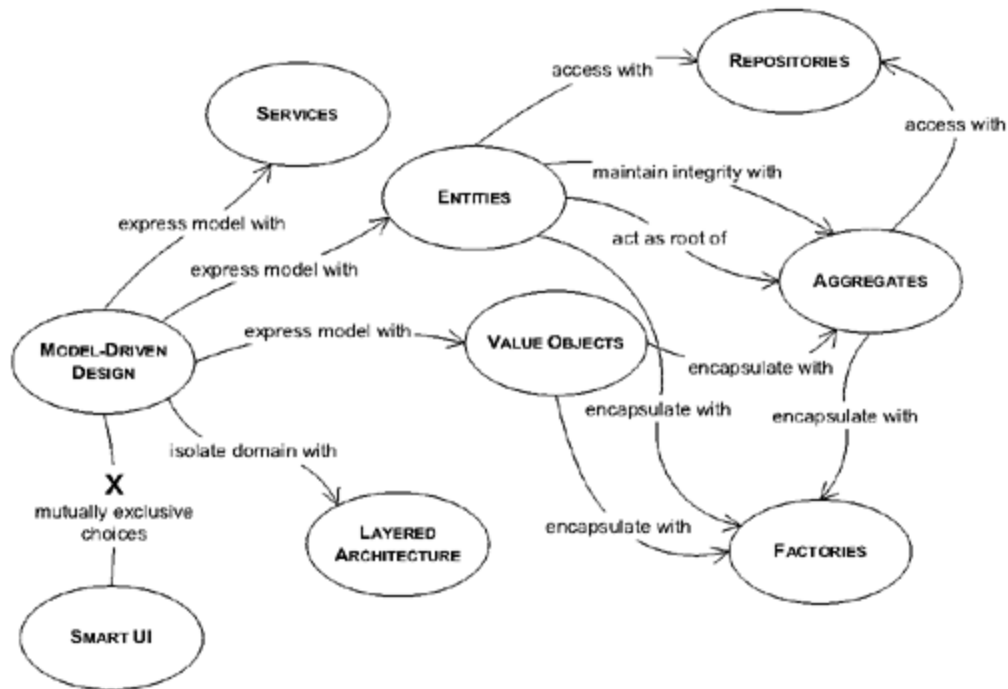 REPOSITORIES
access with
SERVICES
access with
ENTITIES
maintain integrity with
express model with
act as root of
express model with
AGGREGATES
express model with
VALUE OBJECTS
MODEL-DRIVEN
DESIGN
encapsulate with
encapsulate with
encapsulate with
isolate domain with
X
mutually exclusive
choices
encapsulate with
LAYERED
ARCHITECTURE
FACTORIES
SMART UI